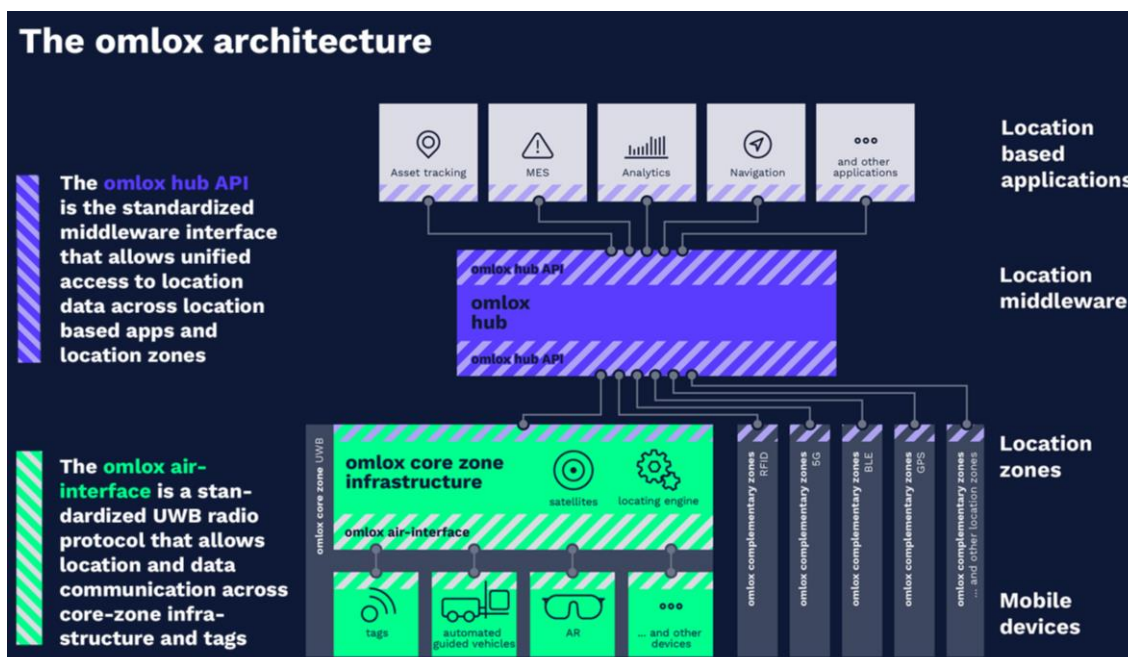 The omlox architecture
The omlox hub API
is the standardized
middleware interface
that allows unified
access to location
data across location
based apps and
location zones
The omlox air-
interface is a stan-
dardized UWB radio
protocol that allows
location and data
communication across
core-zone infra-
structure and tags
Asset tracking
MES
Analytics
Navigation
and other
applications
Location
based
applications
omlox hub API
omlox
hub
omlox hub API
Location
middleware
omlox core zone UWB
omlox core zone
infrastructure
satellites
locating engine
omlox air-interface
tags
automated
guided vehicles
AR
... and other
devices
omlox complementary zones
RFID
omlox complementary zones
5G
omlox complementary zones
BLE
omlox complementary zones
GPS
omlox complementary zones
... and other location zones
Location
zones
Mobile
devices